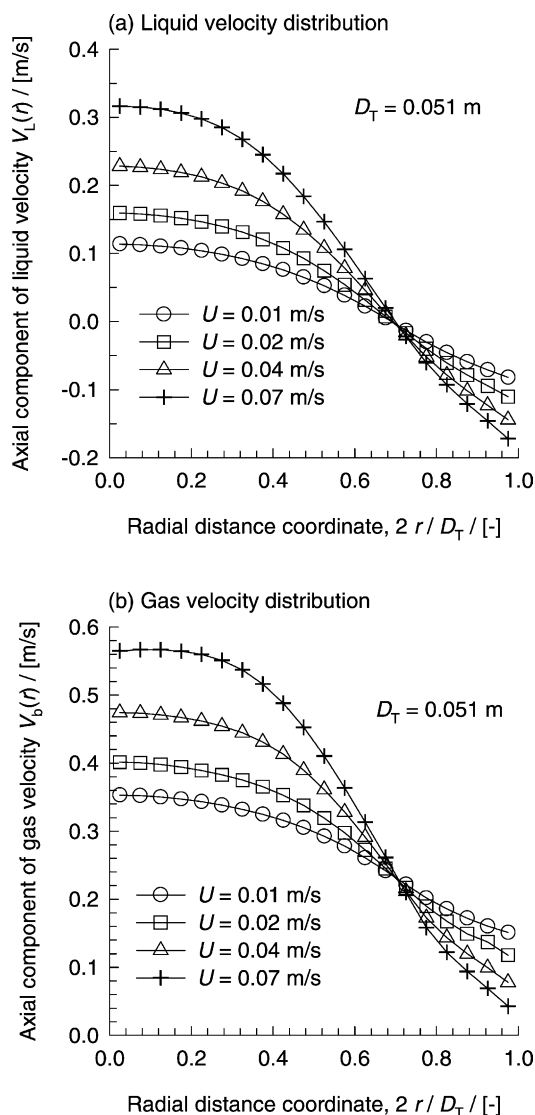 (a) Liquid velocity distribution
Axial component of liquid velocity V_L(r) / [m/s]
0.4
0.3
0.2
0.1
0.0
-0.1
-0.2
D_T = 0.051 m
U = 0.01 m/s
U = 0.02 m/s
U = 0.04 m/s
U = 0.07 m/s
0.0 0.2 0.4 0.6 0.8 1.0
Radial distance coordinate, 2 r / D_T / [-]
(b) Gas velocity distribution
Axial component of gas velocity V_b(r) / [m/s]
0.6
0.5
0.4
0.3
0.2
0.1
0.0
D_T = 0.051 m
U = 0.01 m/s
U = 0.02 m/s
U = 0.04 m/s
U = 0.07 m/s
0.0 0.2 0.4 0.6 0.8 1.0
Radial distance coordinate, 2 r / D_T / [-]